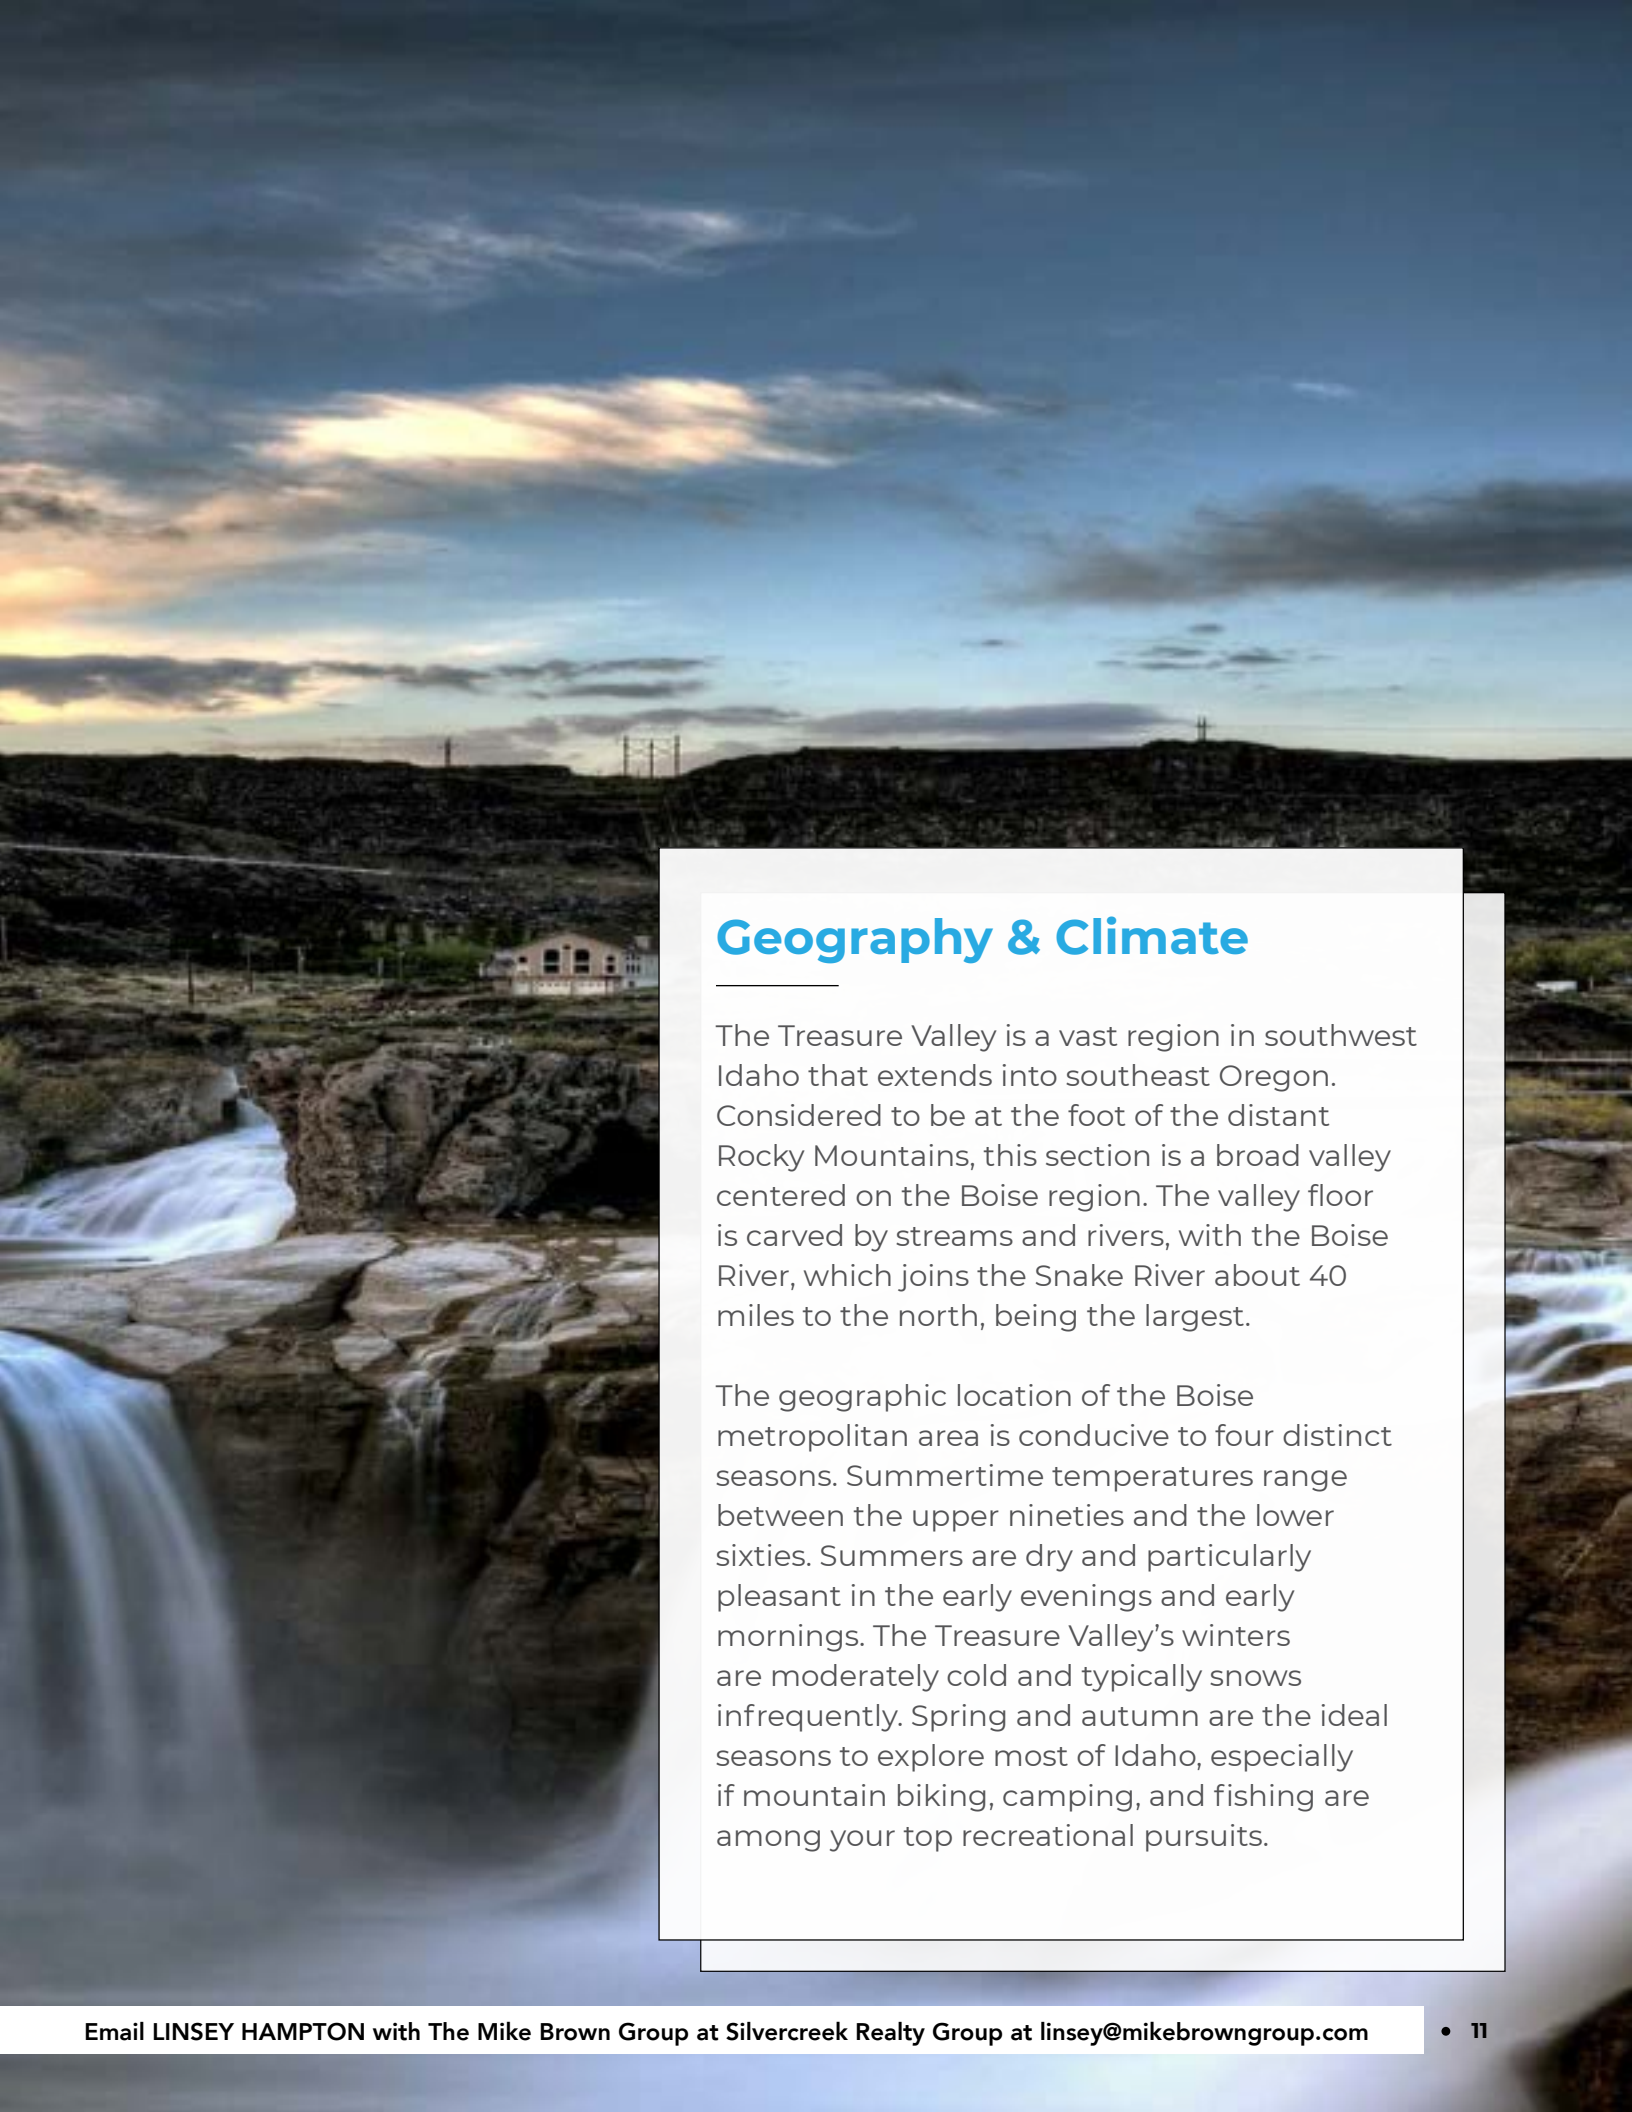 Geography & Climate
The Treasure Valley is a vast region in southwest
Idaho that extends into southeast Oregon.
Considered to be at the foot of the distant
Rocky Mountains, this section is a broad valley
centered on the Boise region. The valley floor
is carved by streams and rivers, with the Boise
River, which joins the Snake River about 40
miles to the north, being the largest.
The geographic location of the Boise
metropolitan area is conducive to four distinct
seasons. Summertime temperatures range
between the upper nineties and the lower
sixties. Summers are dry and particularly
pleasant in the early evenings and early
mornings. The Treasure Valley’s winters
are moderately cold and typically snows
infrequently. Spring and autumn are the ideal
seasons to explore most of Idaho, especially
if mountain biking, camping, and fishing are
among your top recreational pursuits.
Email LINSEY HAMPTON with The Mike Brown Group at Silvercreek Realty Group at linsey@mikebrowngroup.com • 11